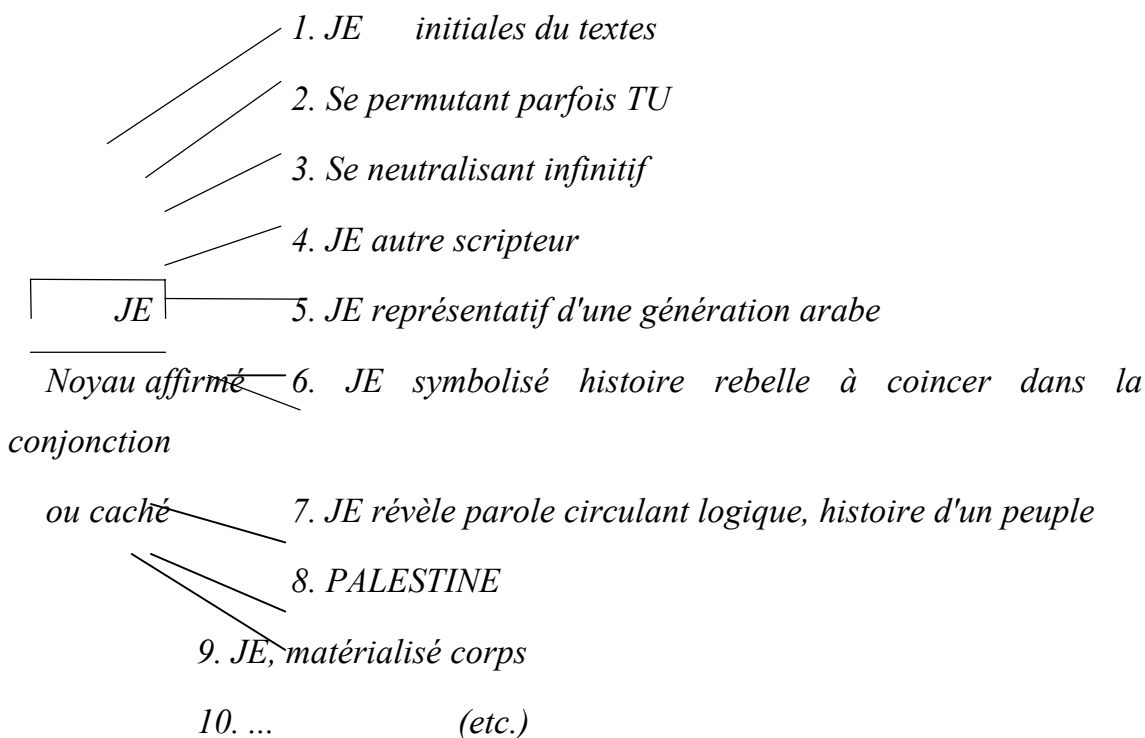 1. JE initiales du textes
2. Se permutant parfois TU
3. Se neutralisant infinitif
4. JE autre scripteur
JE 5. JE représentatif d'une génération arabe
Noyau affirmé 6. JE symbolisé histoire rebelle à coincer dans la
conjonction
ou caché 7. JE révèle parole circulant logique, histoire d'un peuple
8. PALESTINE
9. JE, matérialisé corps
10. ... (etc.)